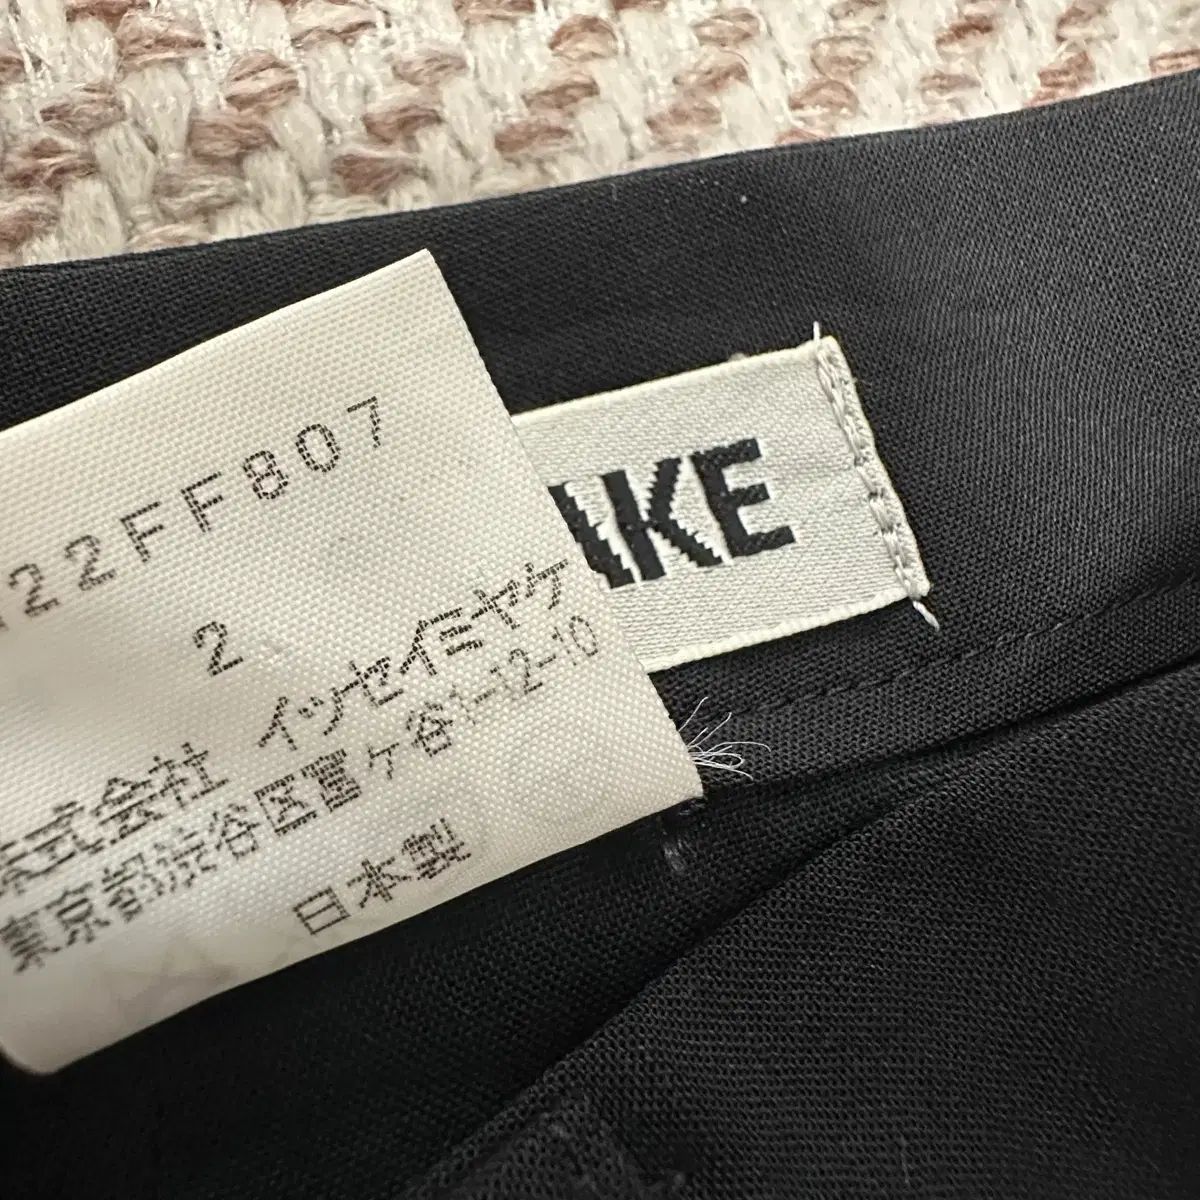 22FF807
2
株式会社 イッセイミヤケ
東京都渋谷区富ヶ谷1-12-10
日本製
AKE